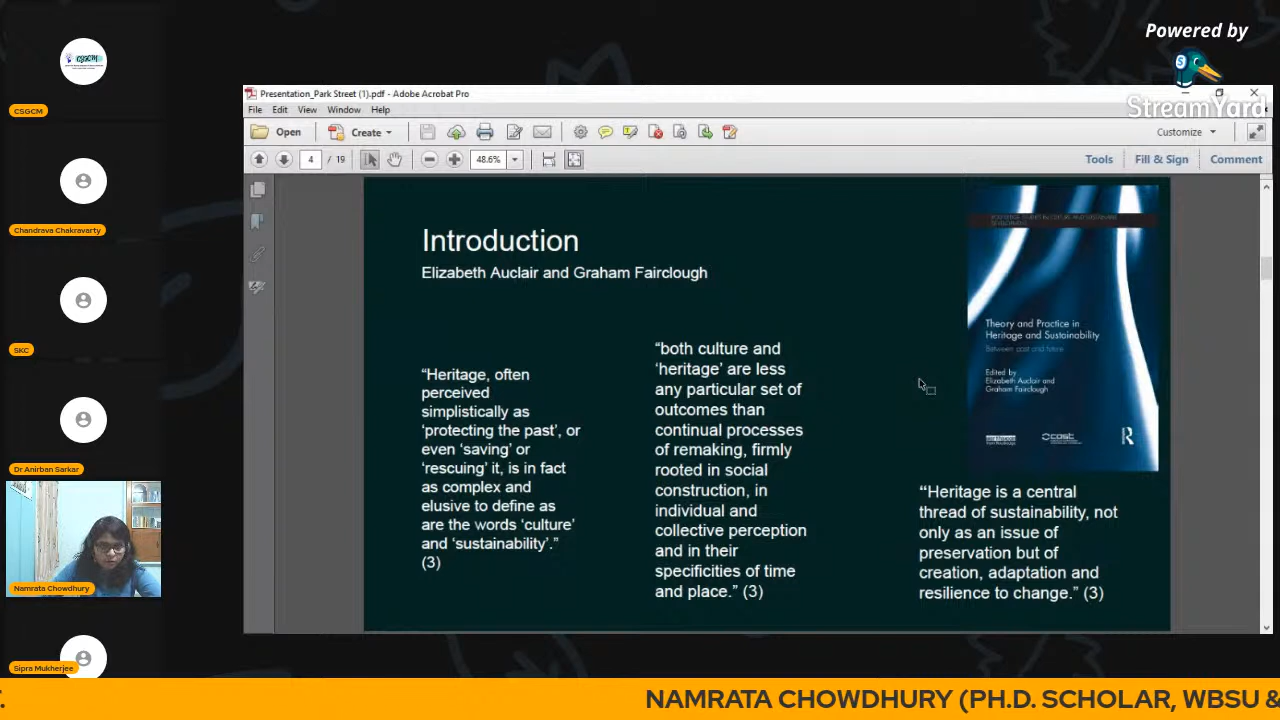 Powered by
StreamYard
CSGCM
CSGCM
Chandrava Chakravarty
SKC
Dr Anirban Sarkar
Namrata Chowdhury
Sipra Mukherjee
Presentation_Park Street (1).pdf - Adobe Acrobat Pro
File Edit View Window Help
Open Create Customize
4 / 19 48.6% Tools Fill & Sign Comment
Introduction
Elizabeth Auclair and Graham Fairclough
“Heritage, often
perceived
simplistically as
‘protecting the past’, or
even ‘saving’ or
‘rescuing’ it, is in fact
as complex and
elusive to define as
are the words ‘culture’
and ‘sustainability’.”
(3)
“both culture and
‘heritage’ are less
any particular set of
outcomes than
continual processes
of remaking, firmly
rooted in social
construction, in
individual and
collective perception
and in their
specificities of time
and place.” (3)
Theory and Practice in
Heritage and Sustainability
Between past and future
Edited by
Elizabeth Auclair and
Graham Fairclough
cost
R
“Heritage is a central
thread of sustainability, not
only as an issue of
preservation but of
creation, adaptation and
resilience to change.” (3)
NAMRATA CHOWDHURY (PH.D. SCHOLAR, WBSU &